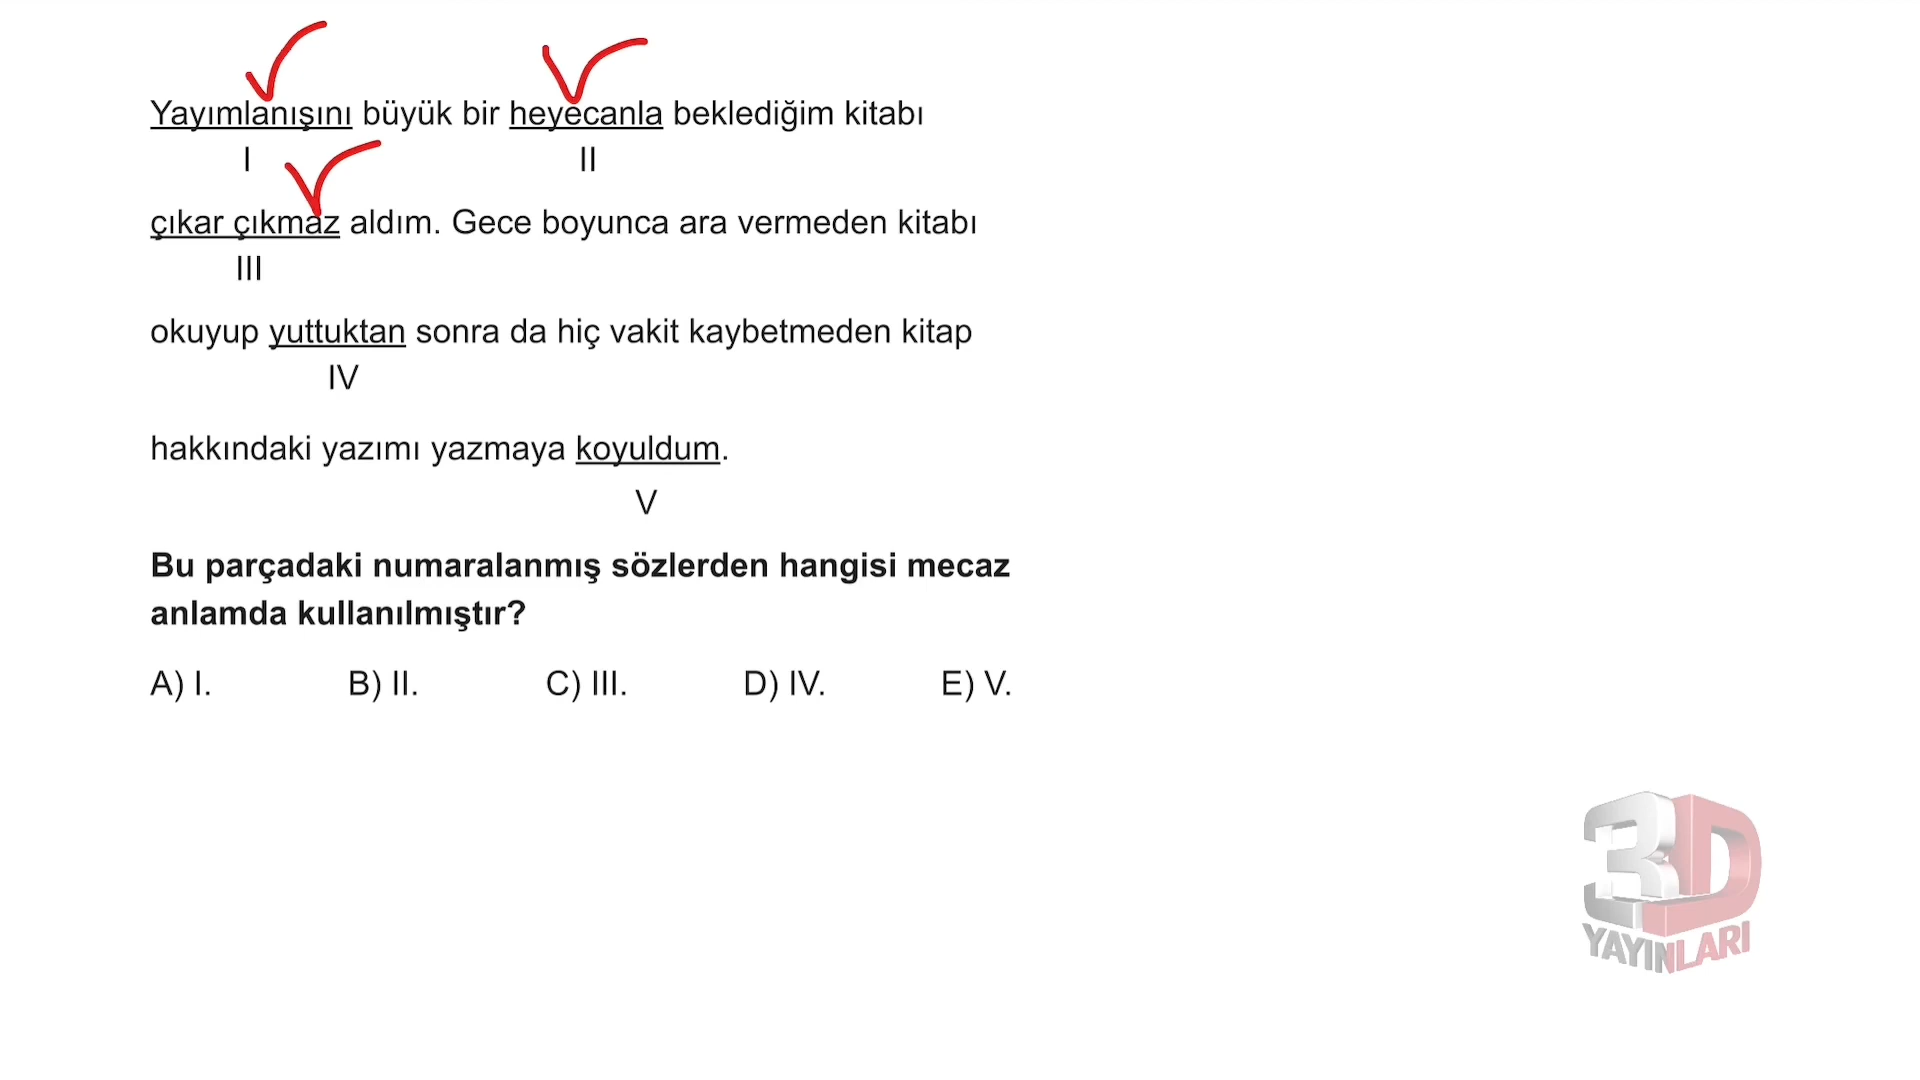 Yayımlanışını büyük bir heyecanla beklediğim kitabı
I II
çıkar çıkmaz aldım. Gece boyunca ara vermeden kitabı
III
okuyup yuttuktan sonra da hiç vakit kaybetmeden kitap
IV
hakkındaki yazımı yazmaya koyuldum.
V
Bu parçadaki numaralanmış sözlerden hangisi mecaz
anlamda kullanılmıştır?
A) I. B) II. C) III. D) IV. E) V.
3D
YAYINLARI